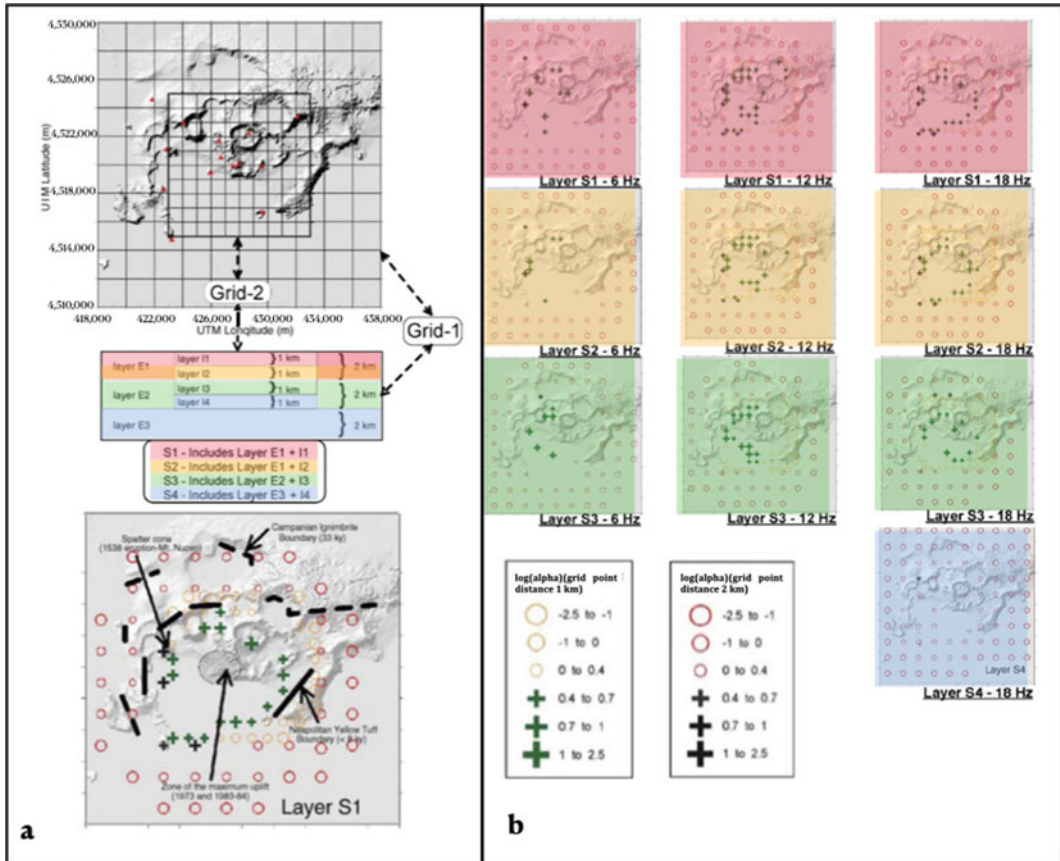 4,530,000
4,526,000
4,522,000
4,518,000
4,514,000
4,510,000
UTM Latitude (m)
418,000 422,000 426,000 430,000 434,000 438,000
UTM Longitude (m)
Grid-2
Grid-1
layer E1
layer I1
1 km
layer I2
2 km
layer E2
layer I3
1 km
layer I4
1 km
2 km
layer E3
2 km
S1 - Includes Layer E1 + I1
S2 - Includes Layer E1 + I2
S3 - Includes Layer E2 + I3
S4 - Includes Layer E3 + I4
Campanian Ignimbrite
Boundary (33 ky)
Spatter cone
(1538 eruption-Mt. Nuovo)
Neapolitan Yellow Tuff
Boundary (< 8 ky)
Zone of the maximum uplift
(1973 and 1983-84)
Layer S1
a
Layer S1 - 6 Hz
Layer S1 - 12 Hz
Layer S1 - 18 Hz
Layer S2 - 6 Hz
Layer S2 - 12 Hz
Layer S2 - 18 Hz
Layer S3 - 6 Hz
Layer S3 - 12 Hz
Layer S3 - 18 Hz
Layer S4
Layer S4 - 18 Hz
log(alpha)(grid point
distance 1 km)
-2.5 to -1
-1 to 0
0 to 0.4
0.4 to 0.7
0.7 to 1
1 to 2.5
log(alpha)(grid point
distance 2 km)
-2.5 to -1
-1 to 0
0 to 0.4
0.4 to 0.7
0.7 to 1
1 to 2.5
b